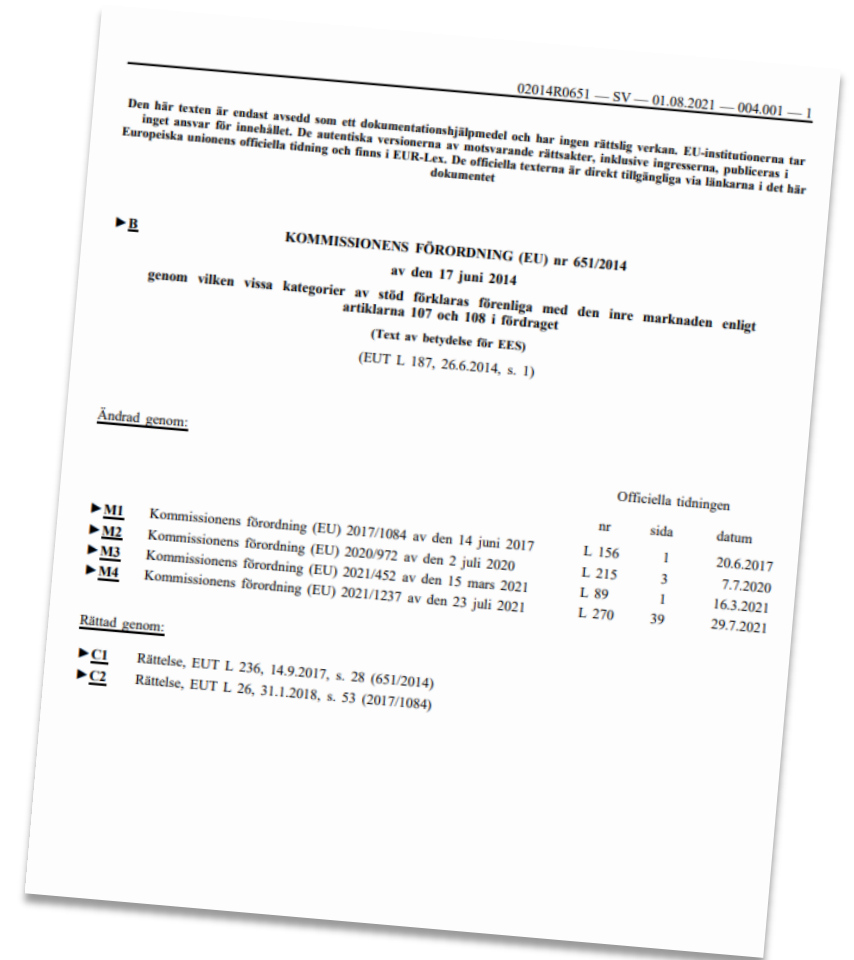 02014R0651 — SV — 01.08.2021 — 004.001 — 1
Den här texten är endast avsedd som ett dokumentationshjälpmedel och har ingen rättslig verkan. EU-institutionerna tar
inget ansvar för innehållet. De autentiska versionerna av motsvarande rättsakter, inklusive ingresserna, publiceras i
Europeiska unionens officiella tidning och finns i EUR-Lex. De officiella texterna är direkt tillgängliga via länkarna i det här
dokumentet
►B
KOMMISSIONENS FÖRORDNING (EU) nr 651/2014
av den 17 juni 2014
genom vilken vissa kategorier av stöd förklaras förenliga med den inre marknaden enligt
artiklarna 107 och 108 i fördraget
(Text av betydelse för EES)
(EUT L 187, 26.6.2014, s. 1)
Ändrad genom:
Officiella tidningen
nr sida datum
►M1 Kommissionens förordning (EU) 2017/1084 av den 14 juni 2017 L 156 1 20.6.2017
►M2 Kommissionens förordning (EU) 2020/972 av den 2 juli 2020 L 215 3 7.7.2020
►M3 Kommissionens förordning (EU) 2021/452 av den 15 mars 2021 L 89 1 16.3.2021
►M4 Kommissionens förordning (EU) 2021/1237 av den 23 juli 2021 L 270 39 29.7.2021
Rättad genom:
►C1 Rättelse, EUT L 236, 14.9.2017, s. 28 (651/2014)
►C2 Rättelse, EUT L 26, 31.1.2018, s. 53 (2017/1084)